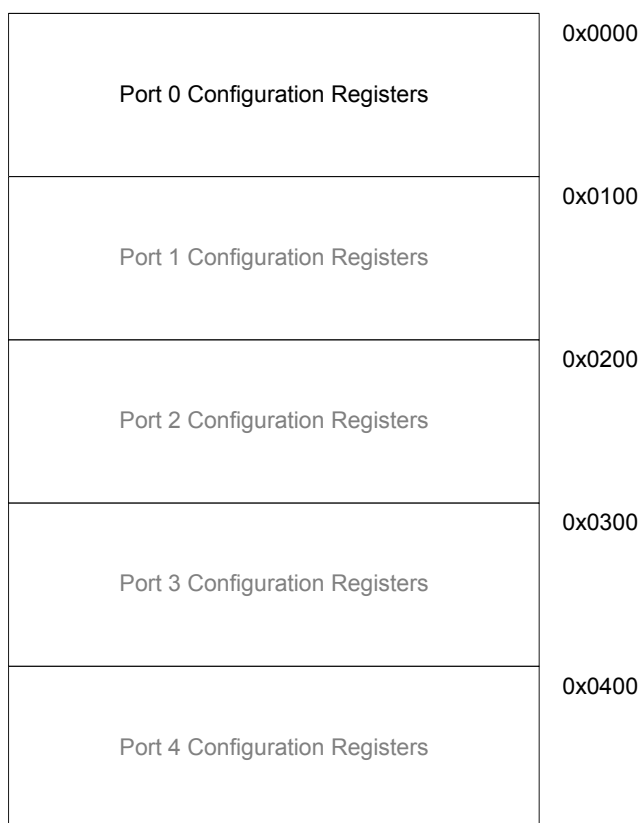 0x0000
Port 0 Configuration Registers
0x0100
Port 1 Configuration Registers
0x0200
Port 2 Configuration Registers
0x0300
Port 3 Configuration Registers
0x0400
Port 4 Configuration Registers